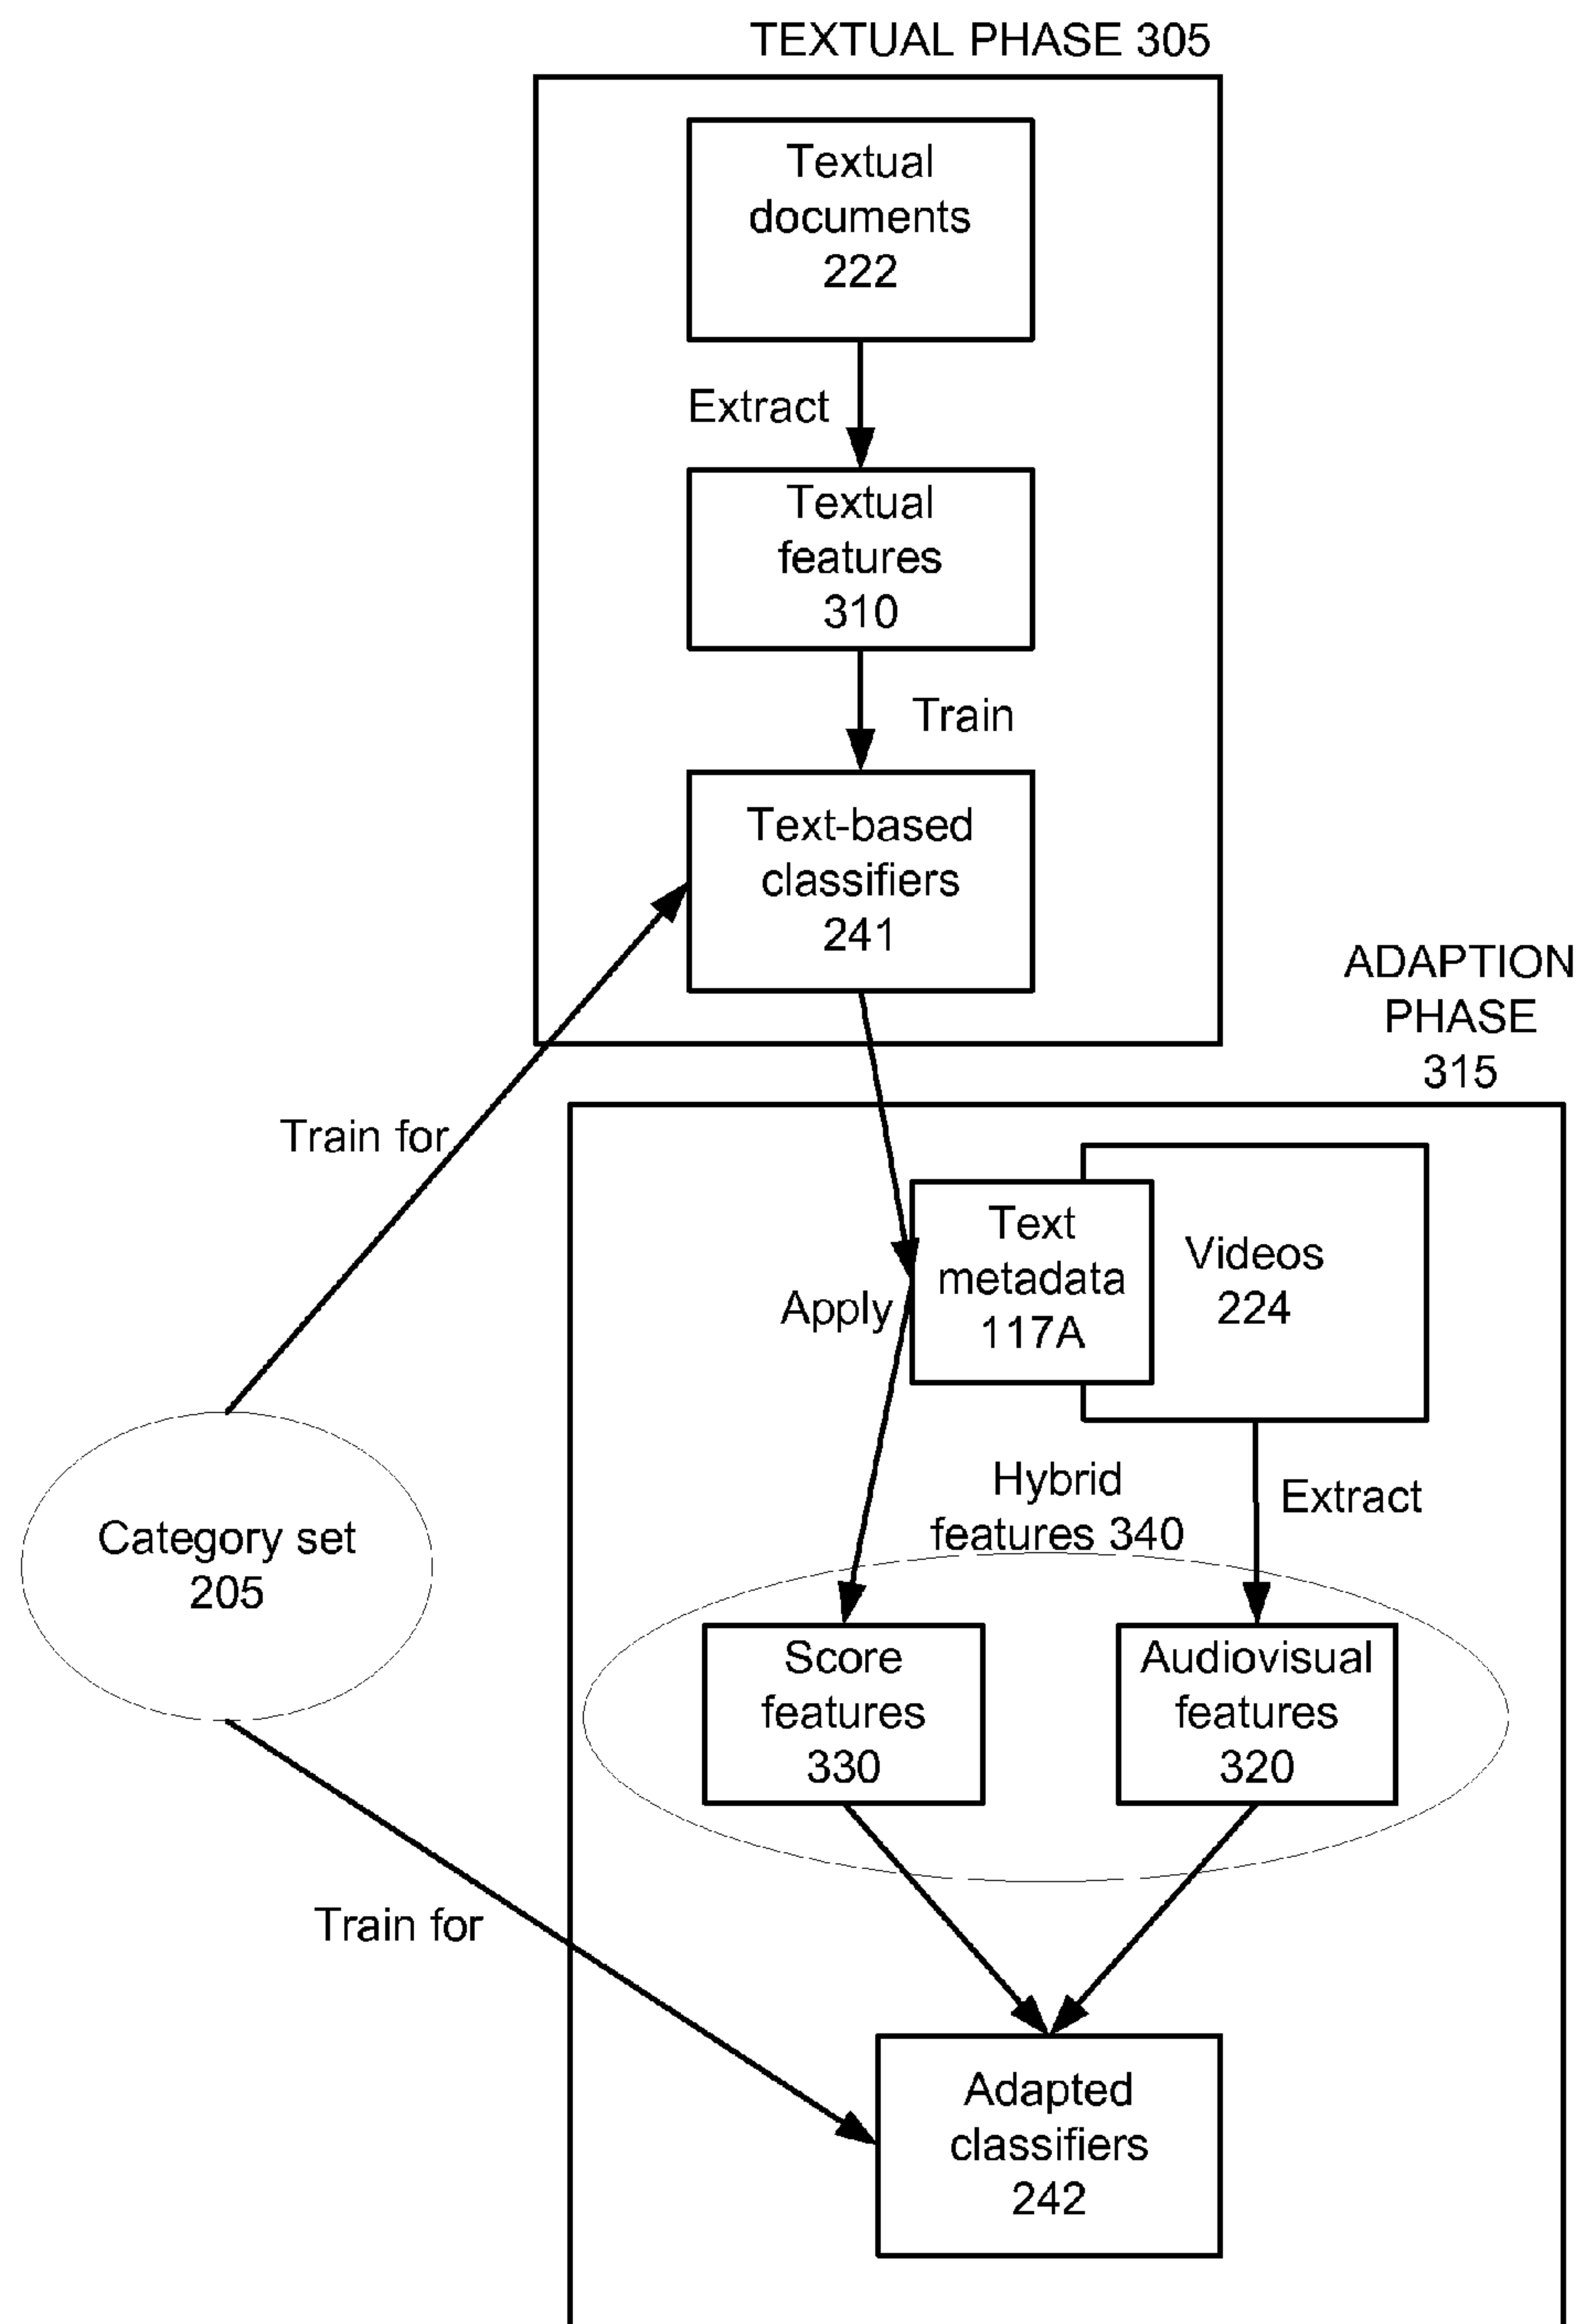 TEXTUAL PHASE 305
Textual
documents
222
Extract
Textual
features
310
Train
Text-based
classifiers
241
ADAPTION
PHASE
315
Train for
Text
metadata
117A
Videos
224
Apply
Hybrid
features 340
Extract
Category set
205
Score
features
330
Audiovisual
features
320
Train for
Adapted
classifiers
242